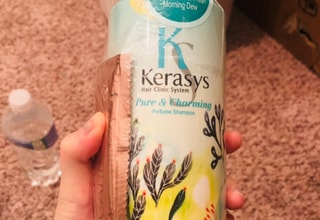 -Morning Dew
K
Kerasys
Hair Clinic System
Pure & Charming
Perfume Shampoo